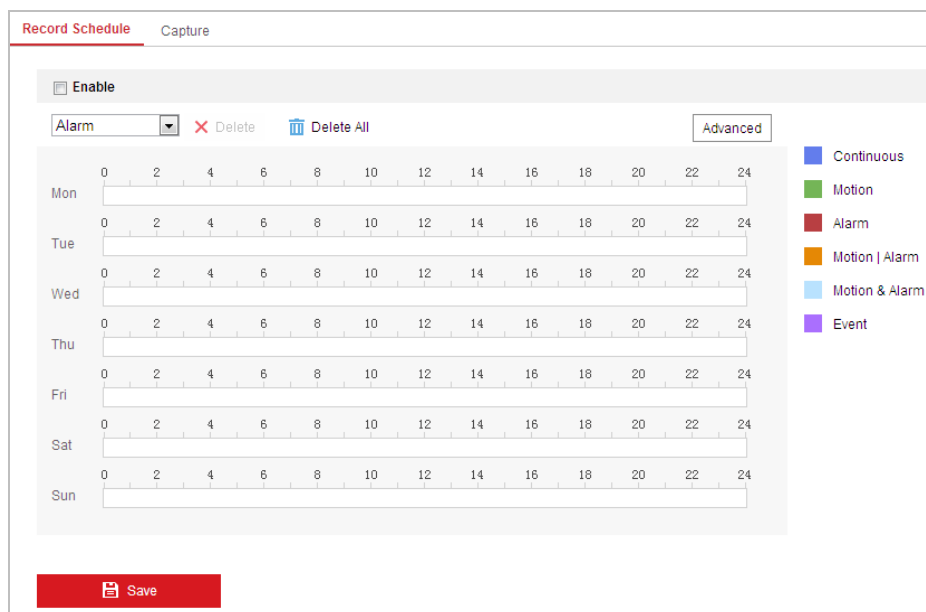 Record Schedule Capture
Enable
Alarm Delete Delete All Advanced
0 2 4 6 8 10 12 14 16 18 20 22 24
Mon
0 2 4 6 8 10 12 14 16 18 20 22 24
Tue
0 2 4 6 8 10 12 14 16 18 20 22 24
Wed
0 2 4 6 8 10 12 14 16 18 20 22 24
Thu
0 2 4 6 8 10 12 14 16 18 20 22 24
Fri
0 2 4 6 8 10 12 14 16 18 20 22 24
Sat
0 2 4 6 8 10 12 14 16 18 20 22 24
Sun
Continuous
Motion
Alarm
Motion | Alarm
Motion & Alarm
Event
Save